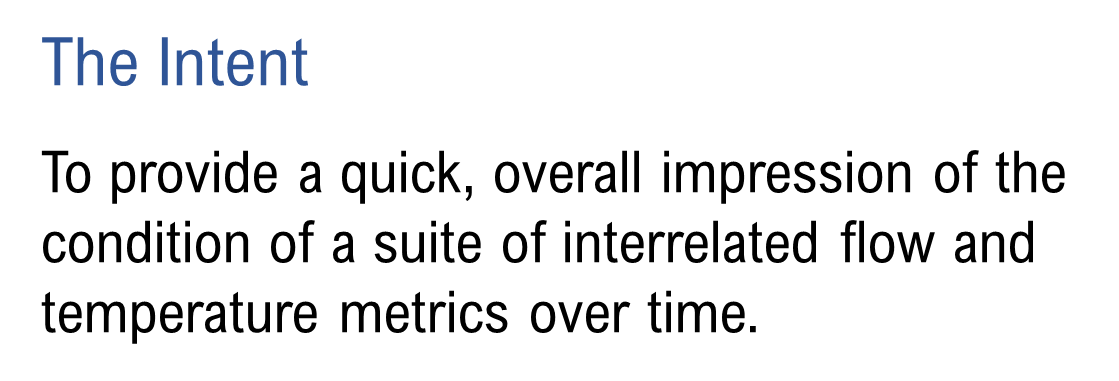 The Intent
To provide a quick, overall impression of the
condition of a suite of interrelated flow and
temperature metrics over time.